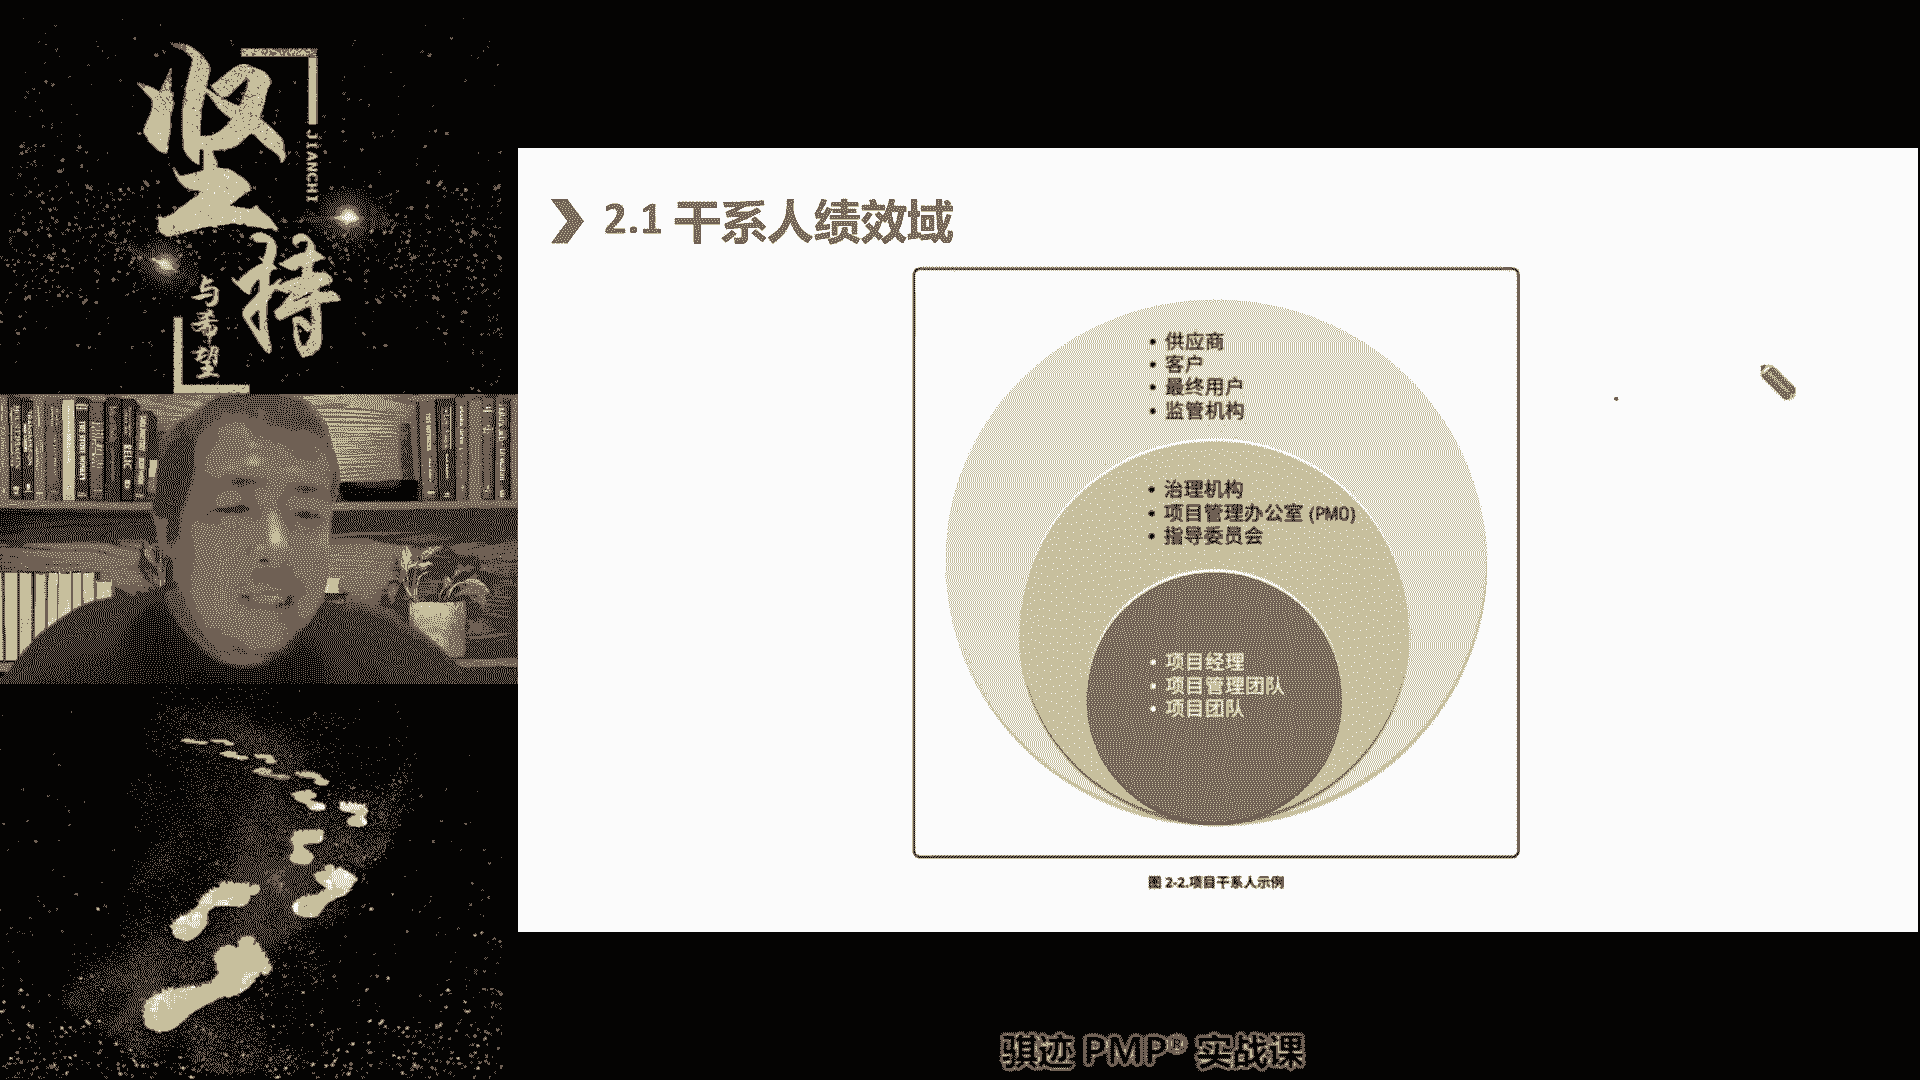 坚持
JIANCHI
与希望
2.1 干系人绩效域
• 供应商
• 客户
• 最终用户
• 监管机构
• 治理机构
• 项目管理办公室 (PMO)
• 指导委员会
• 项目经理
• 项目管理团队
• 项目团队
图 2-2.项目干系人示例
骐迹 PMP® 实战课